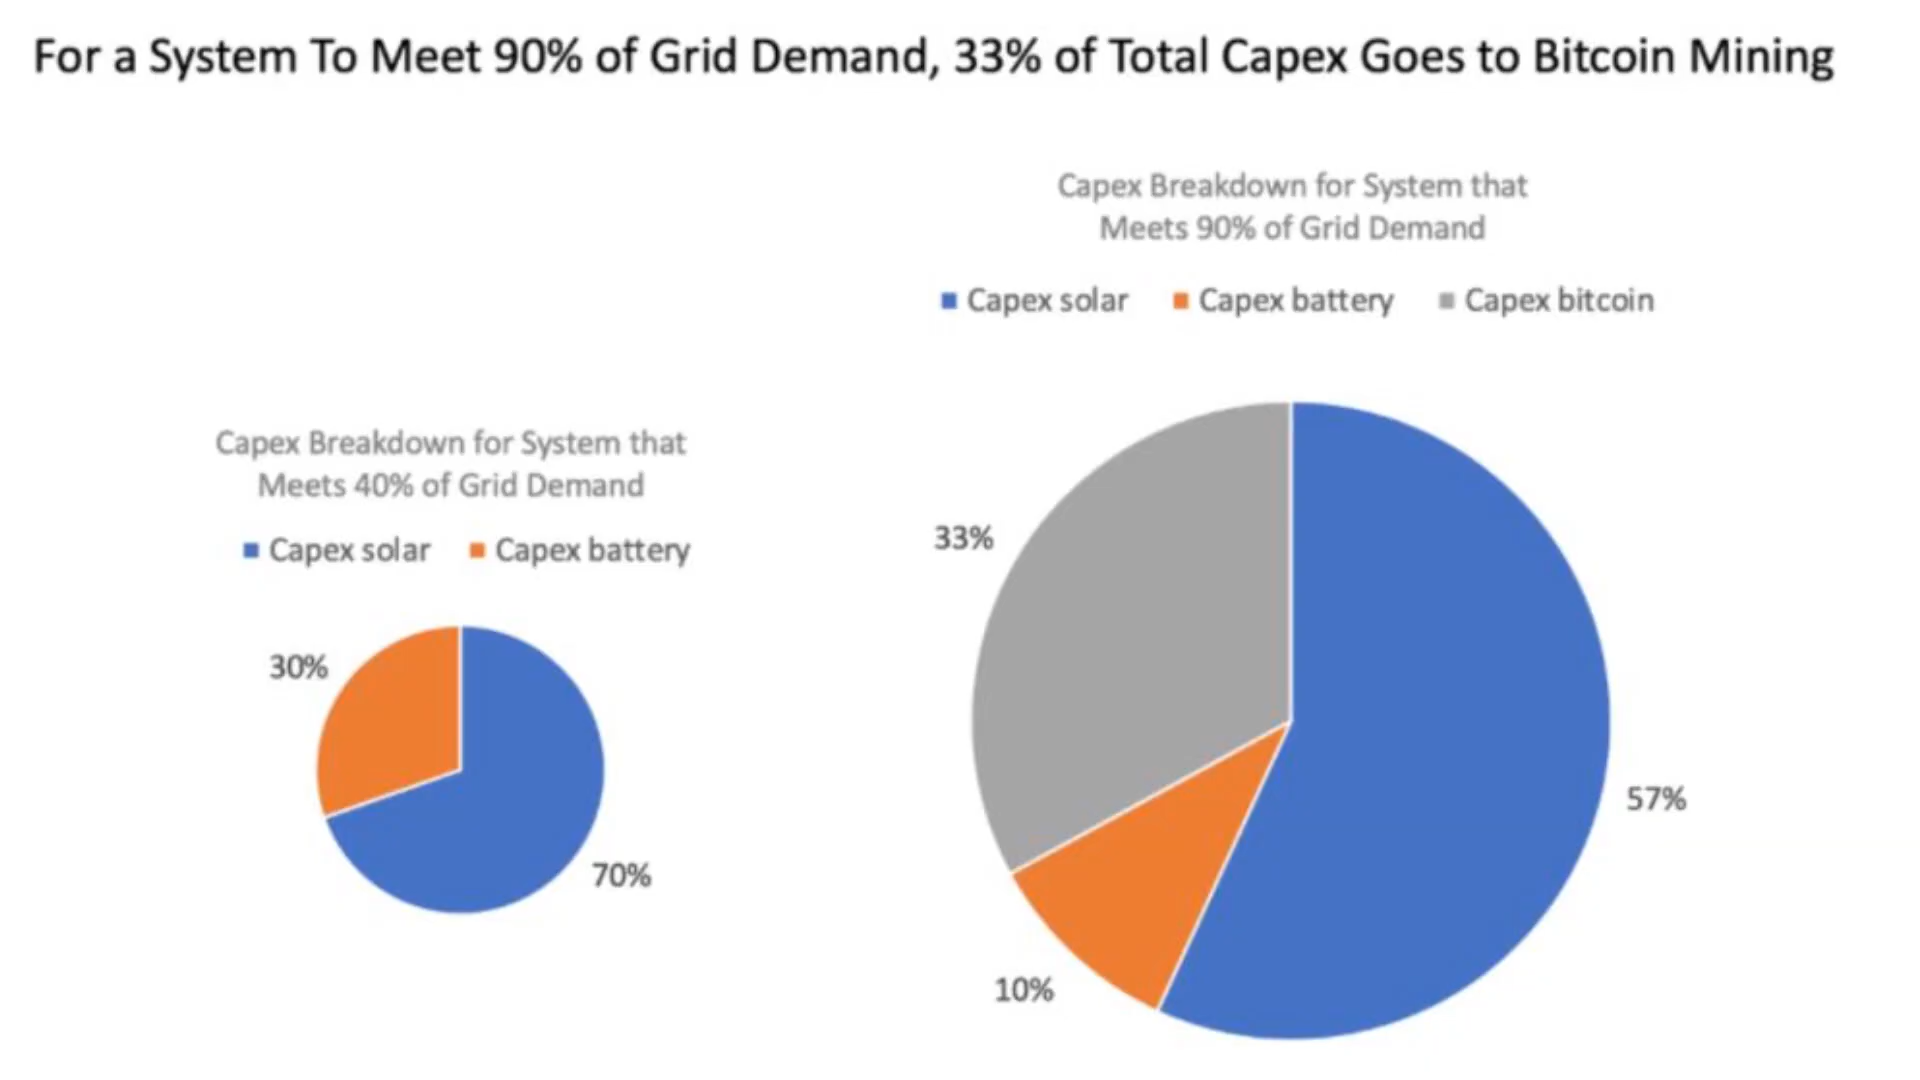 For a System To Meet 90% of Grid Demand, 33% of Total Capex Goes to Bitcoin Mining
Capex Breakdown for System that
Meets 40% of Grid Demand
Capex solar Capex battery
30%
70%
Capex Breakdown for System that
Meets 90% of Grid Demand
Capex solar Capex battery Capex bitcoin
33%
57%
10%